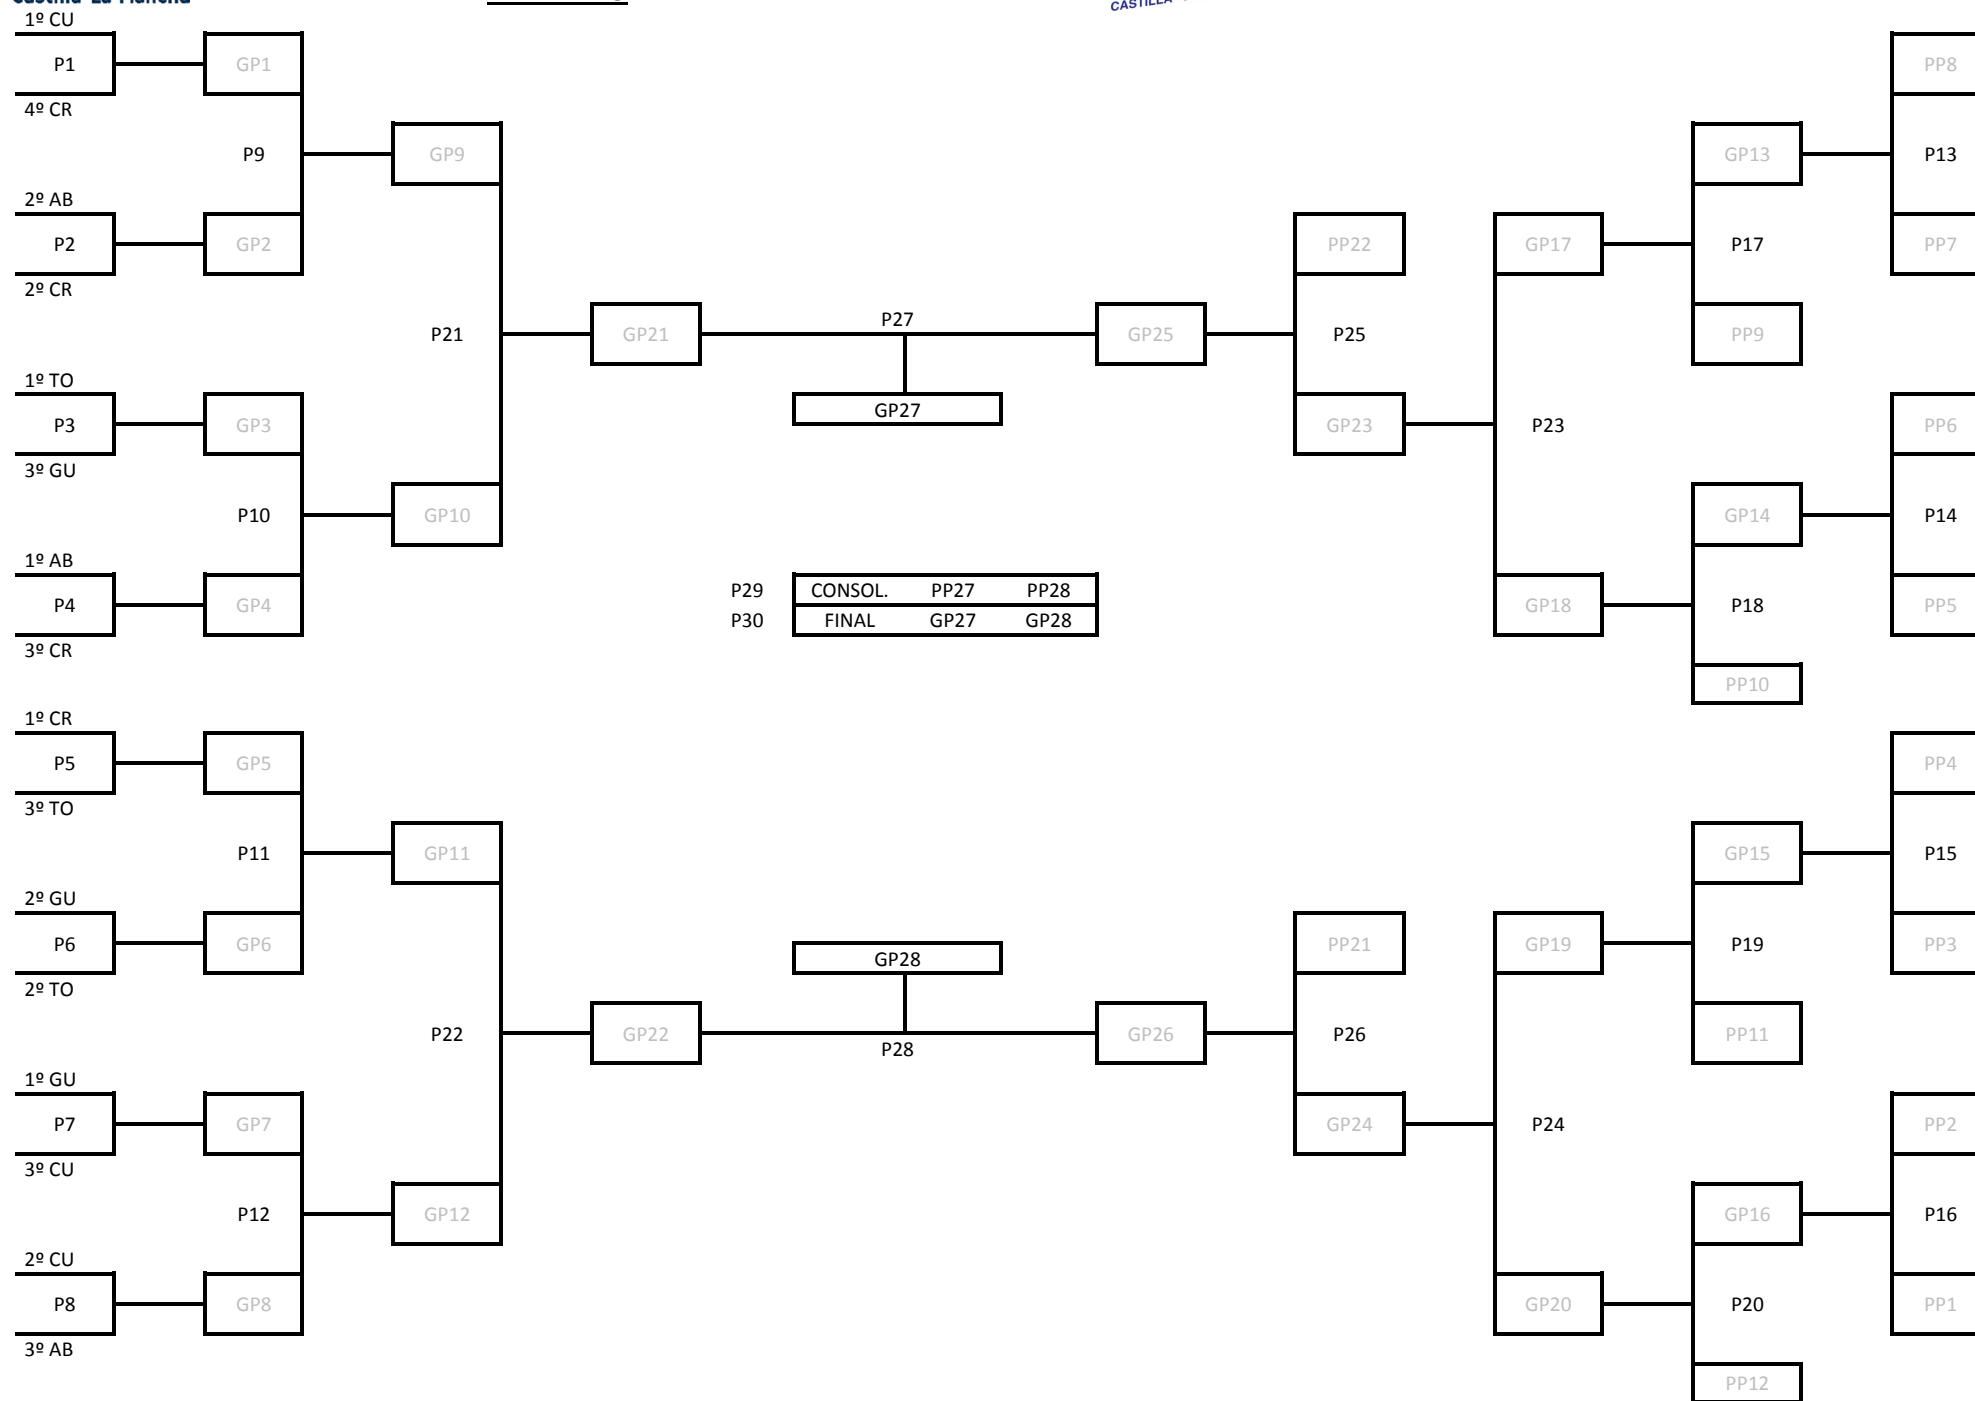 1º CU
P1 GP1 PP8
4º CR
P9 GP9 GP13 P13
2º AB
P2 GP2 PP22 GP17 P17 PP7
2º CR
P27
P21 GP21 GP25 P25 PP9
1º TO
GP27
P3 GP3 GP23 P23 PP6
3º GU
P10 GP10 GP14 P14
1º AB
P29 CONSOL. PP27 PP28
P4 GP4 GP18 P18 PP5
P30 FINAL GP27 GP28
3º CR
PP10
1º CR
P5 GP5 PP4
3º TO
P11 GP11 GP15 P15
2º GU
P6 GP6 PP21 GP19 P19 PP3
GP28
2º TO
P22 GP22 GP26 P26 PP11
P28
1º GU
P7 GP7 GP24 P24 PP2
3º CU
P12 GP12 GP16 P16
2º CU
P8 GP8 GP20 P20 PP1
3º AB
PP12